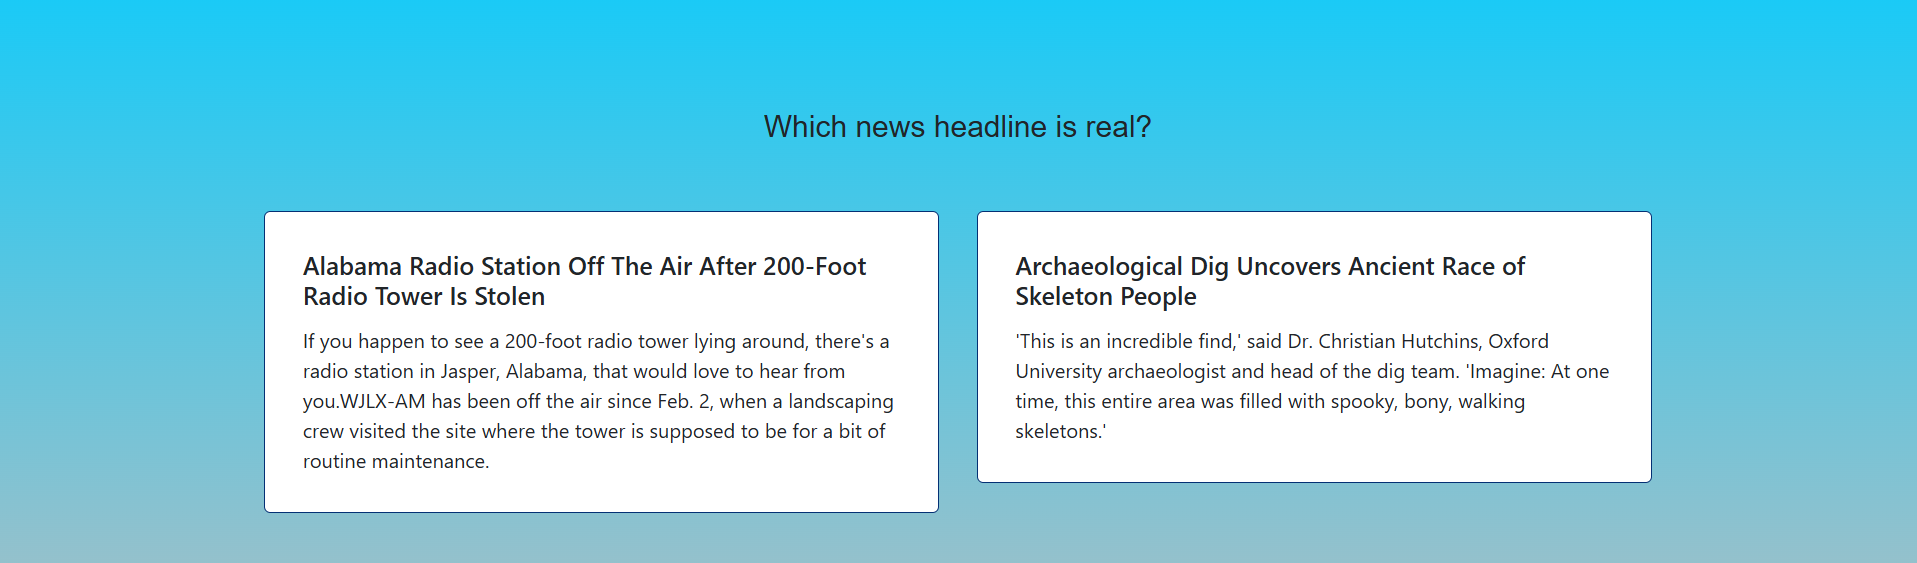 Which news headline is real?
Alabama Radio Station Off The Air After 200-Foot
Radio Tower Is Stolen
If you happen to see a 200-foot radio tower lying around, there's a
radio station in Jasper, Alabama, that would love to hear from
you.WJLX-AM has been off the air since Feb. 2, when a landscaping
crew visited the site where the tower is supposed to be for a bit of
routine maintenance.
Archaeological Dig Uncovers Ancient Race of
Skeleton People
'This is an incredible find,' said Dr. Christian Hutchins, Oxford
University archaeologist and head of the dig team. 'Imagine: At one
time, this entire area was filled with spooky, bony, walking
skeletons.'